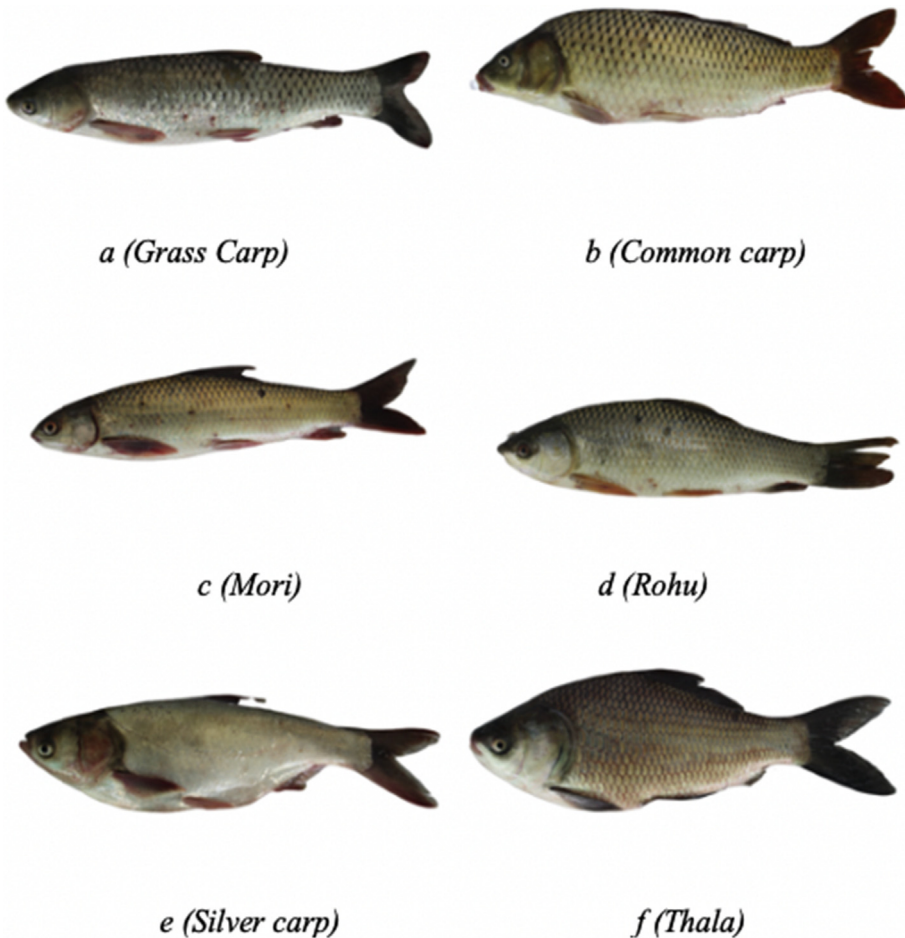 a (Grass Carp)
b (Common carp)
c (Mori)
d (Rohu)
e (Silver carp)
f (Thala)